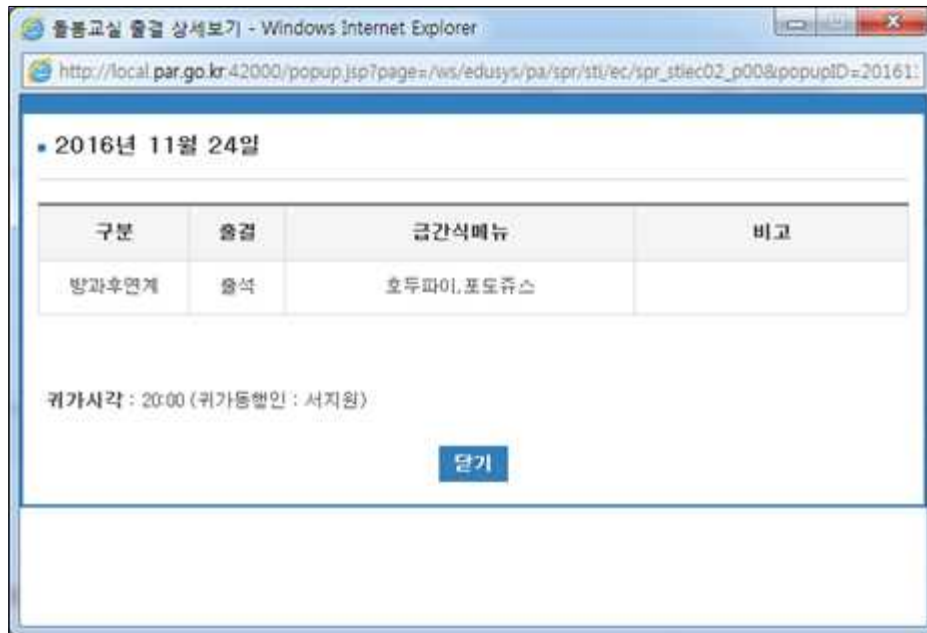 돌봄교실 출결 상세보기 - Windows Internet Explorer
http://local.par.go.kr:42000/popup.jsp?page=/ws/edusys/pa/spr/sti/ec/spr_stiec02_p00&popupID=20161
2016년 11월 24일
구분 출결 급간식메뉴 비고
방과후연계 출석 호두파이,포도쥬스
귀가시각 : 20:00 (귀가동행인 : 서지원)
닫기